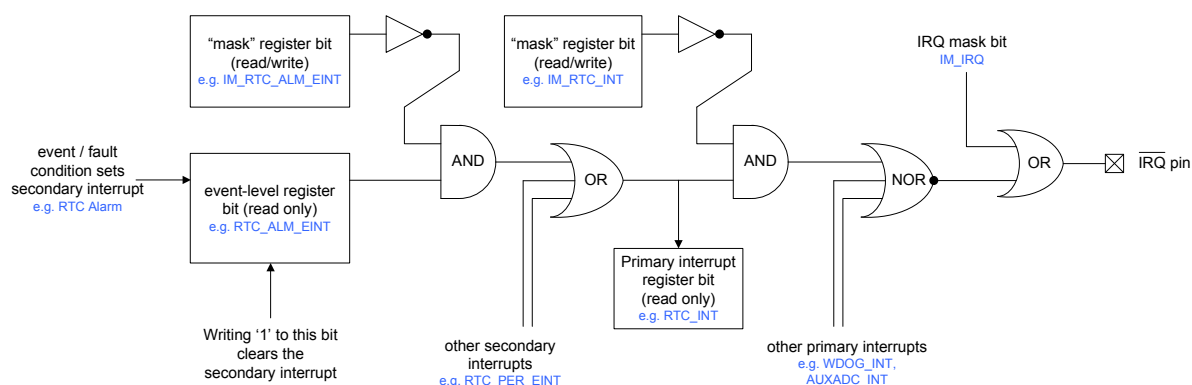 “mask” register bit
(read/write)
e.g. IM_RTC_ALM_EINT
“mask” register bit
(read/write)
e.g. IM_RTC_INT
IRQ mask bit
IM_IRQ
event / fault
condition sets
secondary interrupt
e.g. RTC Alarm
event-level register
bit (read only)
e.g. RTC_ALM_EINT
AND
OR
AND
NOR
OR
IRQ pin
Primary interrupt
register bit
(read only)
e.g. RTC_INT
Writing ‘1’ to this bit
clears the
secondary interrupt
other secondary
interrupts
e.g. RTC_PER_EINT
other primary interrupts
e.g. WDOG_INT,
AUXADC_INT